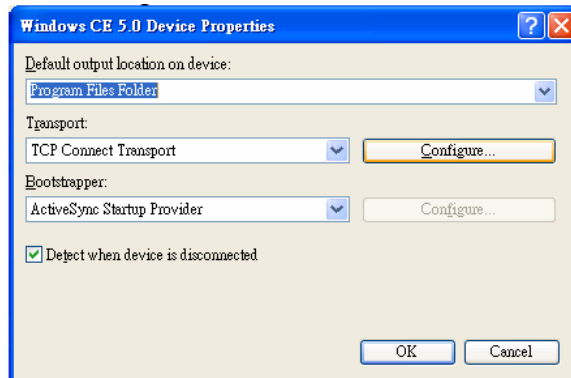 Windows CE 5.0 Device Properties
Default output location on device:
Program Files Folder
Transport:
TCP Connect Transport
Configure...
Bootstrapper:
ActiveSync Startup Provider
Configure...
Detect when device is disconnected
OK
Cancel